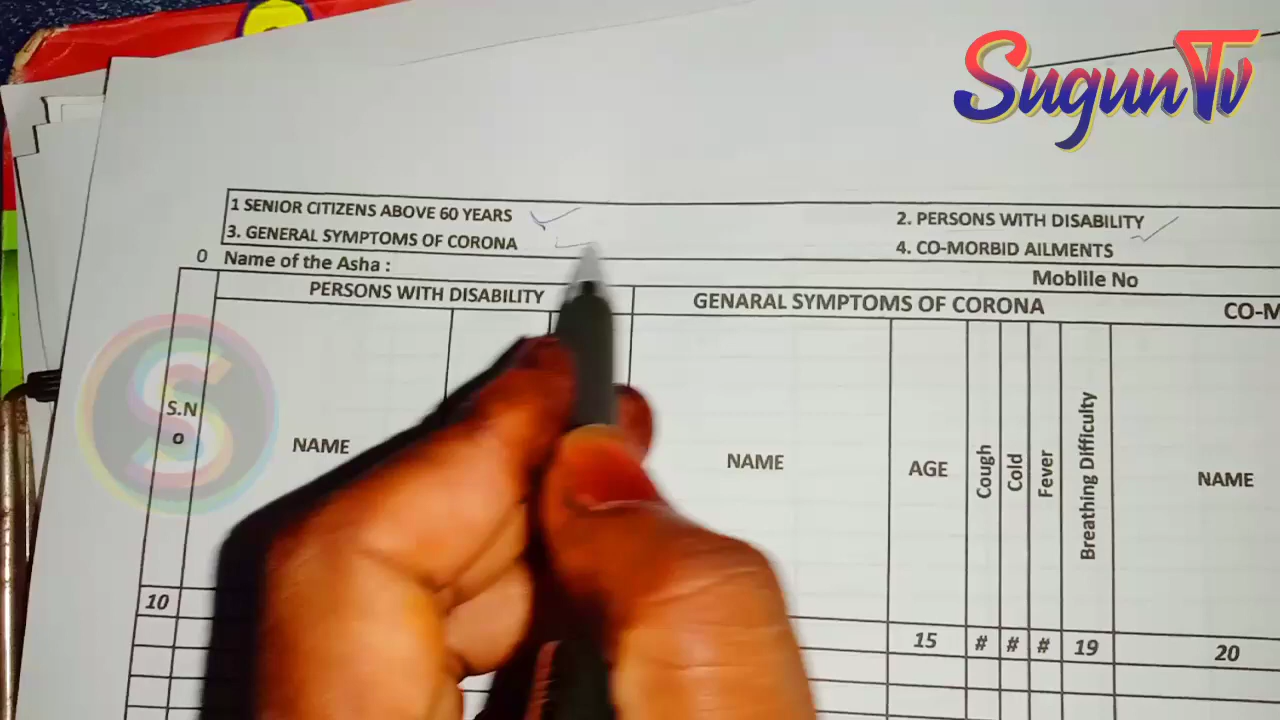 SugunTv
1 SENIOR CITIZENS ABOVE 60 YEARS
2. PERSONS WITH DISABILITY
3. GENERAL SYMPTOMS OF CORONA
4. CO-MORBID AILMENTS
0 Name of the Asha :
Moblile No
PERSONS WITH DISABILITY
GENARAL SYMPTOMS OF CORONA
CO-M
S.N
o
NAME
NAME
AGE
Cough
Cold
Fever
Breathing Difficulty
NAME
10
15 # # # 19 20
S